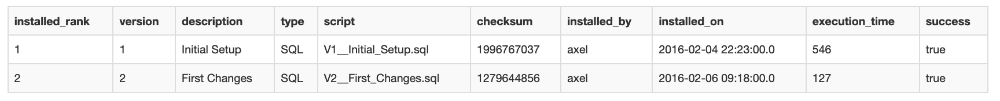 installed_rank version description type script checksum installed_by installed_on execution_time success
1 1 Initial Setup SQL V1__Initial_Setup.sql 1996767037 axel 2016-02-04 22:23:00.0 546 true
2 2 First Changes SQL V2__First_Changes.sql 1279644856 axel 2016-02-06 09:18:00.0 127 true